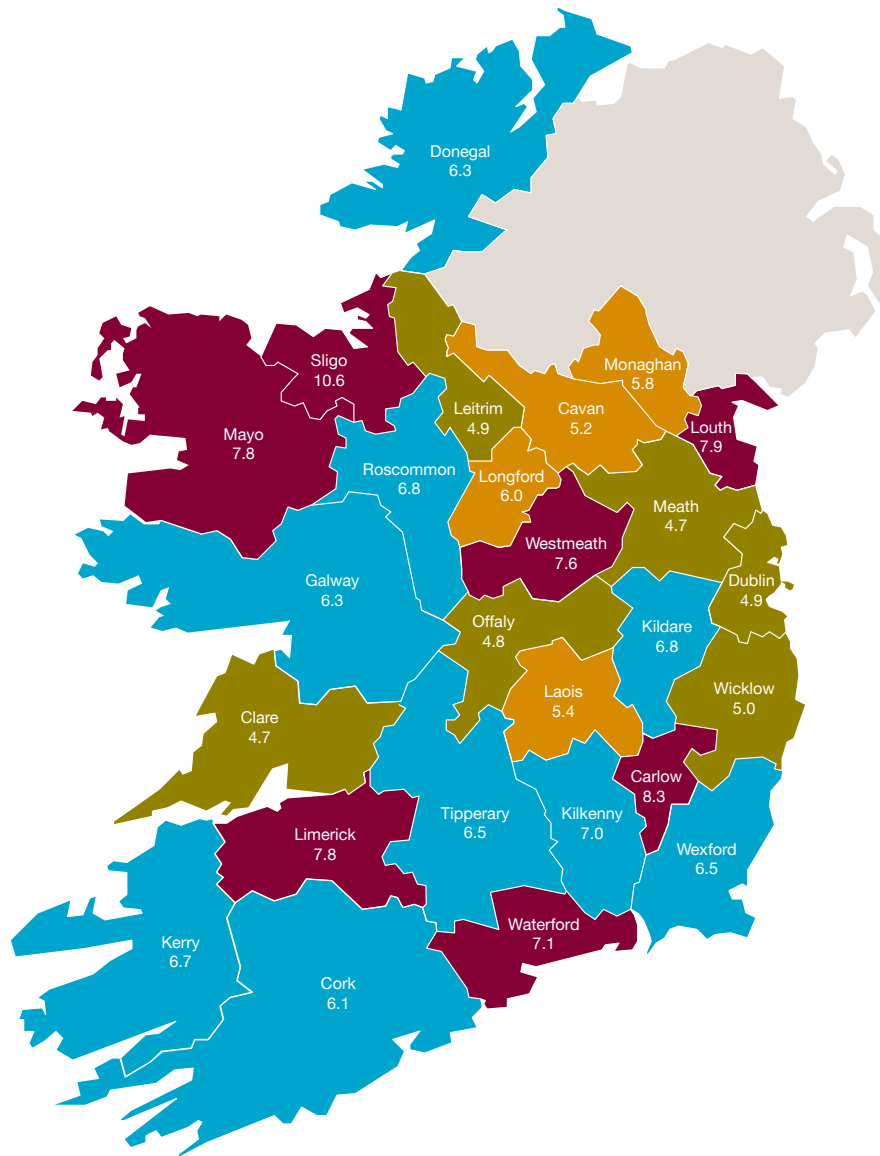 Donegal
6.3
Monaghan
5.8
Sligo
10.6
Leitrim
4.9
Cavan
5.2
Louth
7.9
Mayo
7.8
Roscommon
6.8
Longford
6.0
Meath
4.7
Westmeath
7.6
Galway
6.3
Dublin
4.9
Offaly
4.8
Kildare
6.8
Laois
5.4
Wicklow
5.0
Clare
4.7
Carlow
8.3
Tipperary
6.5
Kilkenny
7.0
Limerick
7.8
Wexford
6.5
Waterford
7.1
Kerry
6.7
Cork
6.1